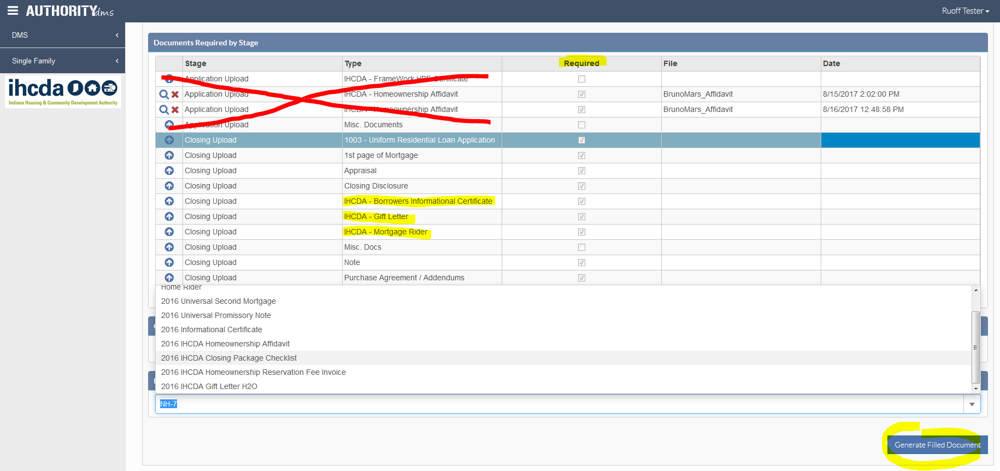 AUTHORITYdms
Ruoff Tester
DMS
Single Family
ihcda
Indiana Housing & Community Development Authority
Documents Required by Stage
Stage Type Required File Date
Application Upload IHCDA - FrameWork HBE Certificate
Application Upload IHCDA - Homeownership Affidavit BrunoMars_Affidavit 8/15/2017 2:02:00 PM
Application Upload IHCDA - Homeownership Affidavit BrunoMars_Affidavit 8/16/2017 12:48:58 PM
Application Upload Misc. Documents
Closing Upload 1003 - Uniform Residential Loan Application
Closing Upload 1st page of Mortgage
Closing Upload Appraisal
Closing Upload Closing Disclosure
Closing Upload IHCDA - Borrowers Informational Certificate
Closing Upload IHCDA - Gift Letter
Closing Upload IHCDA - Mortgage Rider
Closing Upload Misc. Docs
Closing Upload Note
Closing Upload Purchase Agreement / Addendums
Home Rider
2016 Universal Second Mortgage
2016 Universal Promissory Note
2016 Informational Certificate
2016 IHCDA Homeownership Affidavit
2016 IHCDA Closing Package Checklist
2016 IHCDA Homeownership Reservation Fee Invoice
2016 IHCDA Gift Letter H2O
NH-7
Generate Filled Document